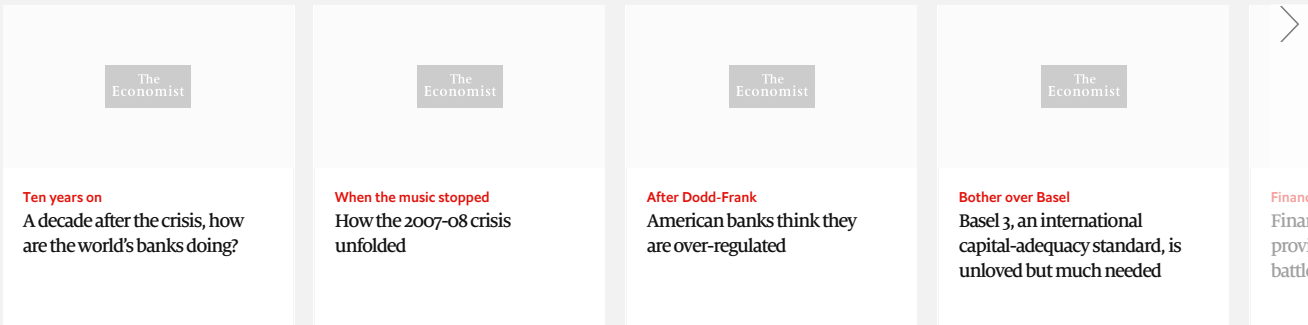 The
Economist
Ten years on
A decade after the crisis, how
are the world's banks doing?
The
Economist
When the music stopped
How the 2007-08 crisis
unfolded
The
Economist
After Dodd-Frank
American banks think they
are over-regulated
The
Economist
Bother over Basel
Basel 3, an international
capital-adequacy standard, is
unloved but much needed